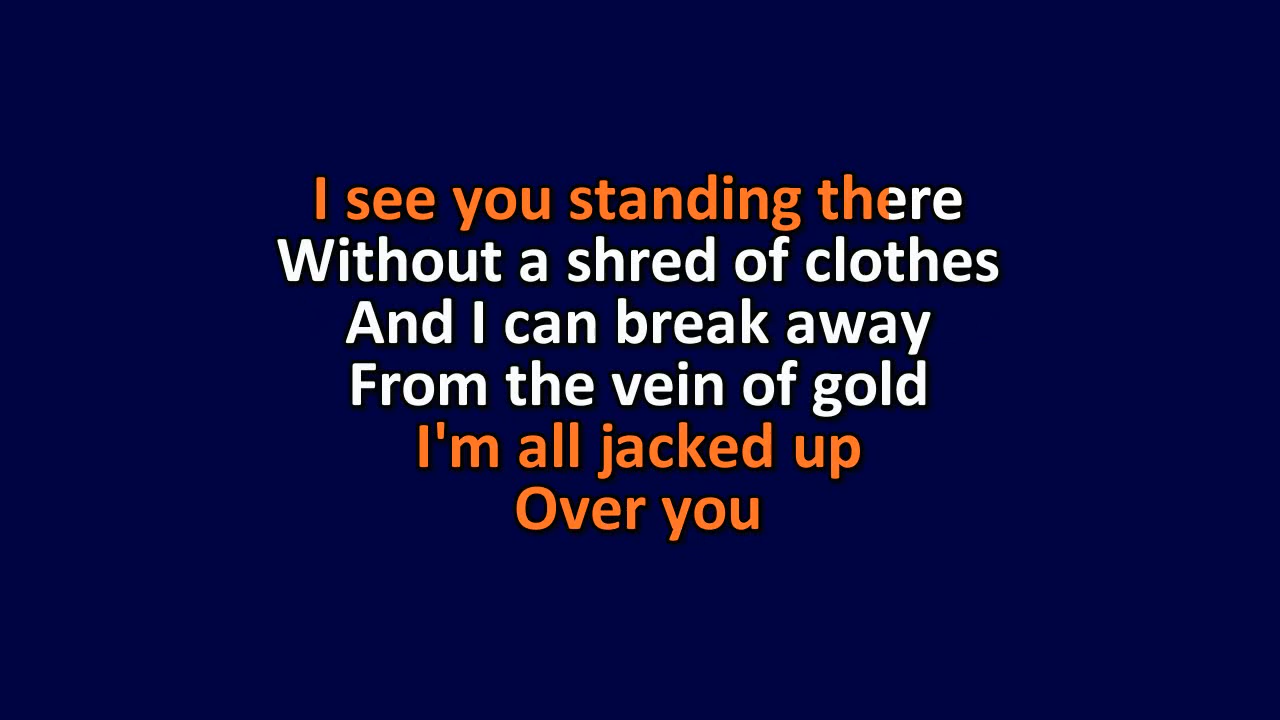 I see you standing there
Without a shred of clothes
And I can break away
From the vein of gold
I'm all jacked up
Over you